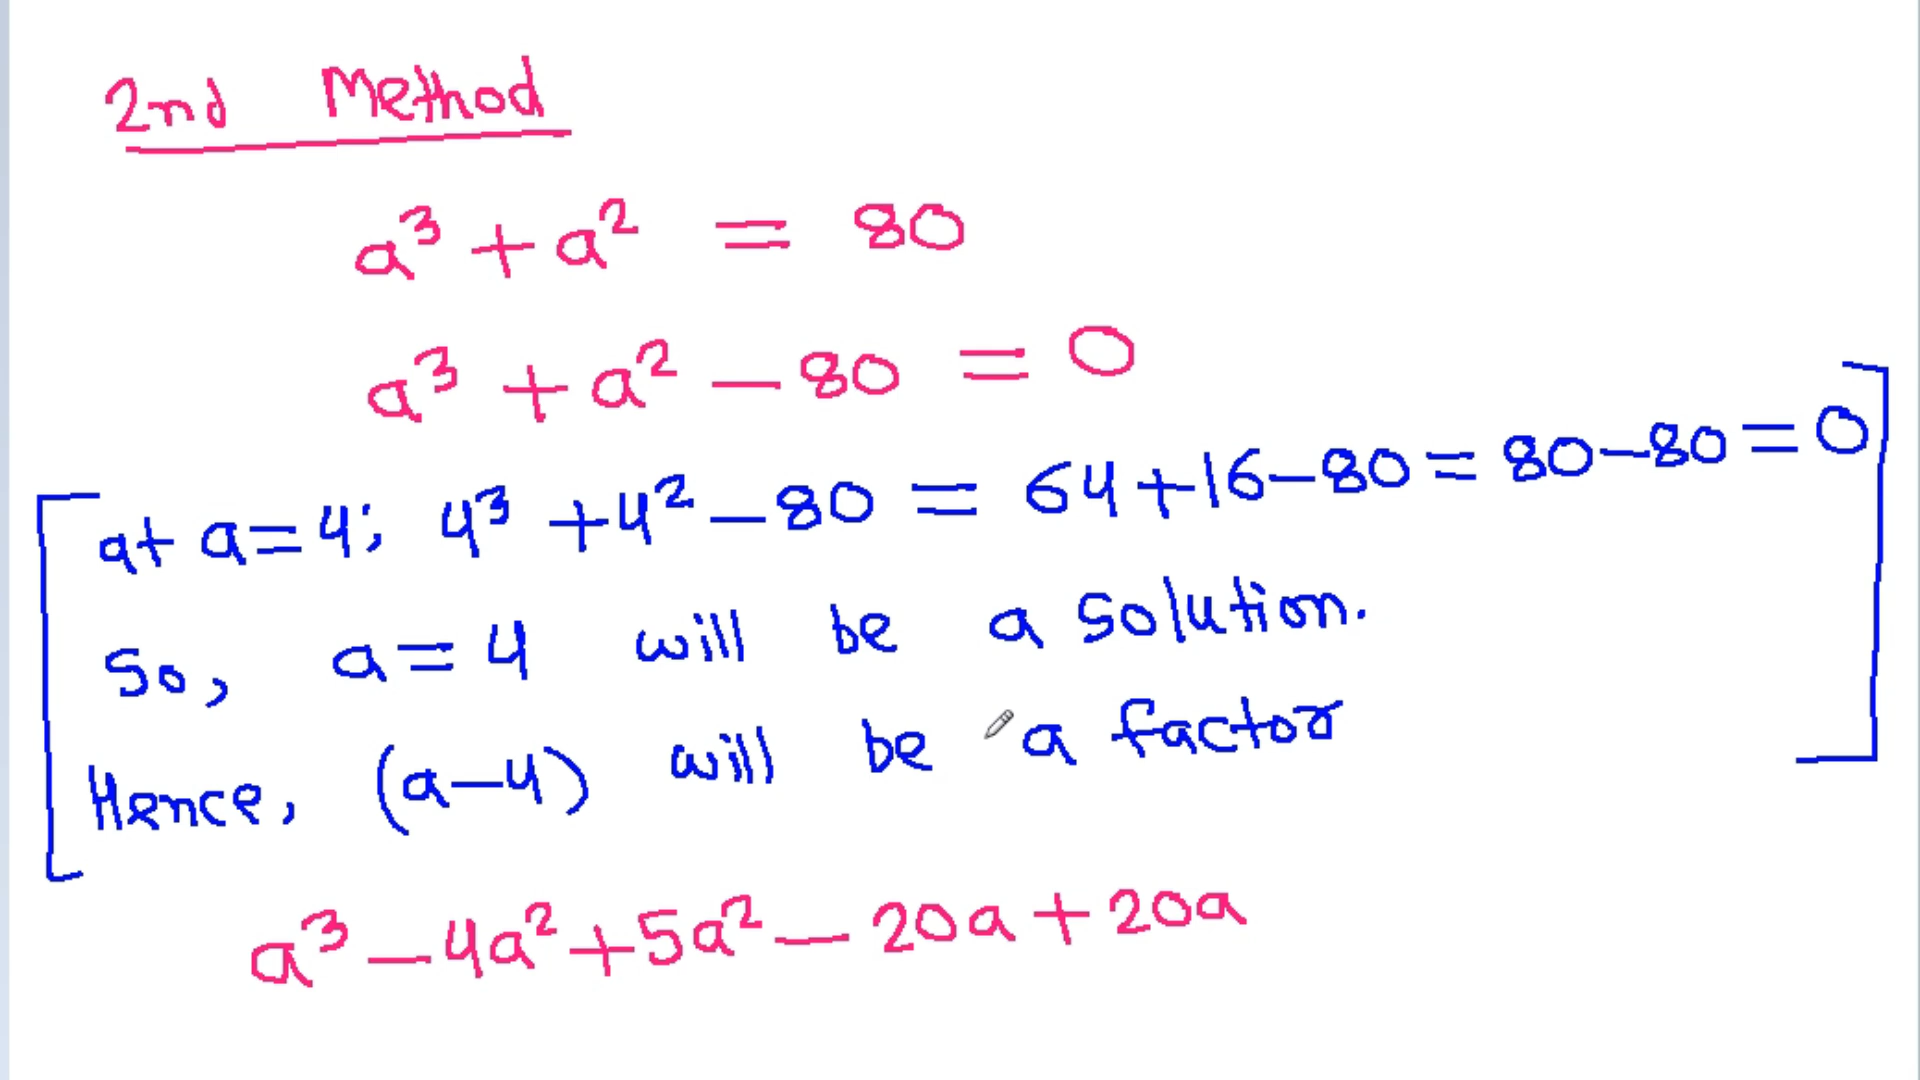 2nd Method
a³ + a² = 80
a³ + a² - 80 = 0
at a = 4; 4³ + 4² - 80 = 64 + 16 - 80 = 80 - 80 = 0
So, a = 4 will be a solution.
Hence, (a - 4) will be a factor
a³ - 4a² + 5a² - 20a + 20a